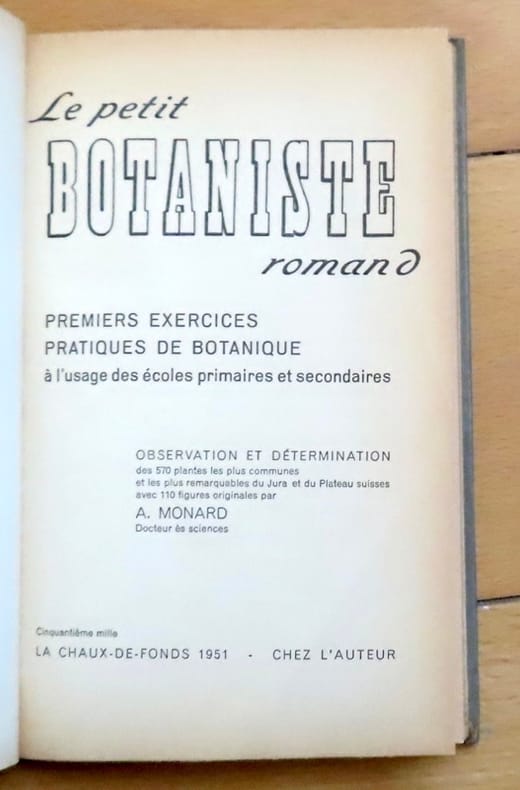 Le petit
BOTANISTE
romand
PREMIERS EXERCICES
PRATIQUES DE BOTANIQUE
à l'usage des écoles primaires et secondaires
OBSERVATION ET DÉTERMINATION
des 570 plantes les plus communes
et les plus remarquables du Jura et du Plateau suisses
avec 110 figures originales par
A. MONARD
Docteur ès sciences
Cinquantième mille
LA CHAUX-DE-FONDS 1951 - CHEZ L'AUTEUR